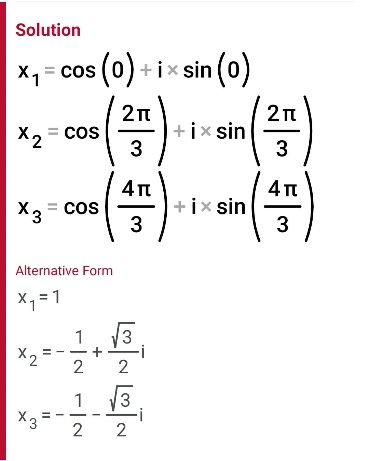 Solution
x₁ = cos(0) + i × sin(0)
x₂ = cos(2π/3) + i × sin(2π/3)
x₃ = cos(4π/3) + i × sin(4π/3)
Alternative Form
x₁ = 1
x₂ = -1/2 + √3/2 i
x₃ = -1/2 - √3/2 i